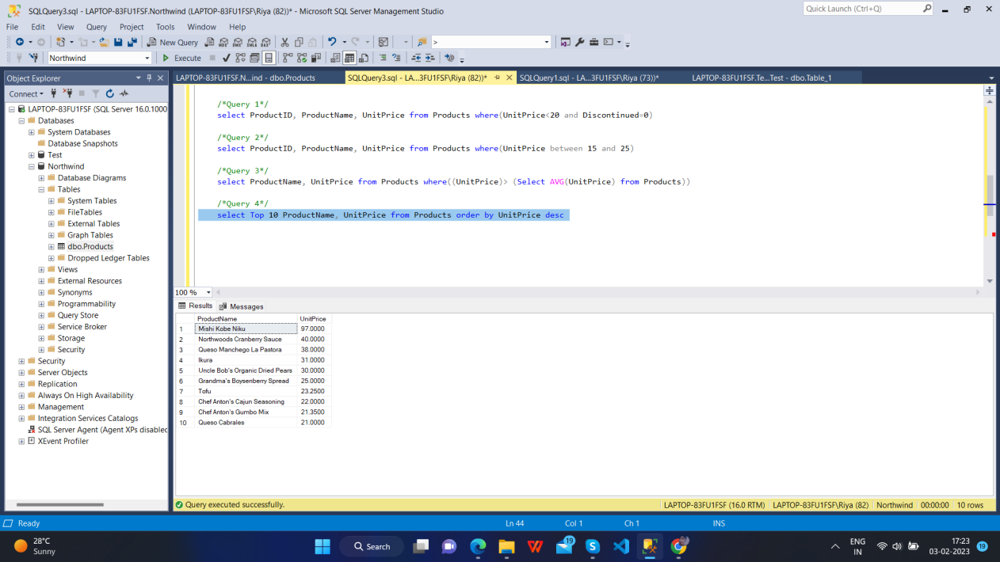 SQLQuery3.sql - LAPTOP-83FU1FSF.Northwind (LAPTOP-83FU1FSF\Riya (82))* - Microsoft SQL Server Management Studio
Quick Launch (Ctrl+Q)
File Edit View Query Project Tools Window Help
New Query
>
Northwind
Execute
Object Explorer
Connect
LAPTOP-83FU1FSF (SQL Server 16.0.1000
Databases
System Databases
Database Snapshots
Test
Northwind
Database Diagrams
Tables
System Tables
FileTables
External Tables
Graph Tables
dbo.Products
Dropped Ledger Tables
Views
External Resources
Synonyms
Programmability
Query Store
Service Broker
Storage
Security
Security
Server Objects
Replication
Always On High Availability
Management
Integration Services Catalogs
SQL Server Agent (Agent XPs disabled
XEvent Profiler
LAPTOP-83FU1FSF.N...ind - dbo.Products
SQLQuery3.sql - LA...3FU1FSF\Riya (82))*
SQLQuery1.sql - LA...3FU1FSF\Riya (73))*
LAPTOP-83FU1FSF.Te...Test - dbo.Table_1
/*Query 1*/
select ProductID, ProductName, UnitPrice from Products where(UnitPrice<20 and Discontinued=0)
/*Query 2*/
select ProductID, ProductName, UnitPrice from Products where(UnitPrice between 15 and 25)
/*Query 3*/
select ProductName, UnitPrice from Products where((UnitPrice)> (Select AVG(UnitPrice) from Products))
/*Query 4*/
select Top 10 ProductName, UnitPrice from Products order by UnitPrice desc
100 %
Results Messages
ProductName UnitPrice
1 Mishi Kobe Niku 97.0000
2 Northwoods Cranberry Sauce 40.0000
3 Queso Manchego La Pastora 38.0000
4 Ikura 31.0000
5 Uncle Bob's Organic Dried Pears 30.0000
6 Grandma's Boysenberry Spread 25.0000
7 Tofu 23.2500
8 Chef Anton's Cajun Seasoning 22.0000
9 Chef Anton's Gumbo Mix 21.3500
10 Queso Cabrales 21.0000
Query executed successfully.
LAPTOP-83FU1FSF (16.0 RTM) LAPTOP-83FU1FSF\Riya (82) Northwind 00:00:00 10 rows
Ready Ln 44 Col 1 Ch 1 INS
28°C
Sunny
Search
19
ENG
IN
17:23
03-02-2023
19